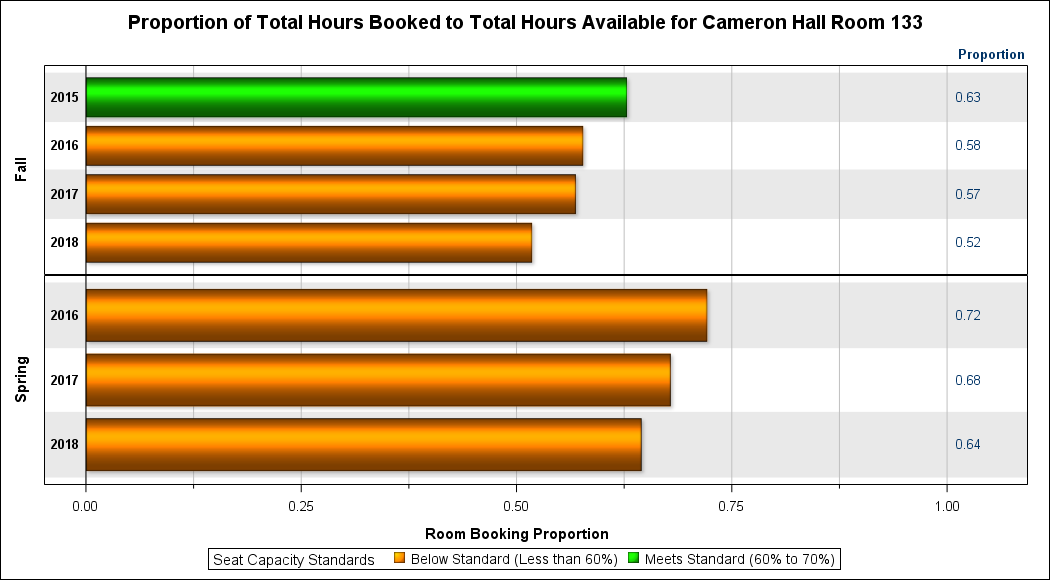 Proportion of Total Hours Booked to Total Hours Available for Cameron Hall Room 133
Proportion
Fall
2015 0.63
2016 0.58
2017 0.57
2018 0.52
Spring
2016 0.72
2017 0.68
2018 0.64
0.00 0.25 0.50 0.75 1.00
Room Booking Proportion
Seat Capacity Standards Below Standard (Less than 60%) Meets Standard (60% to 70%)